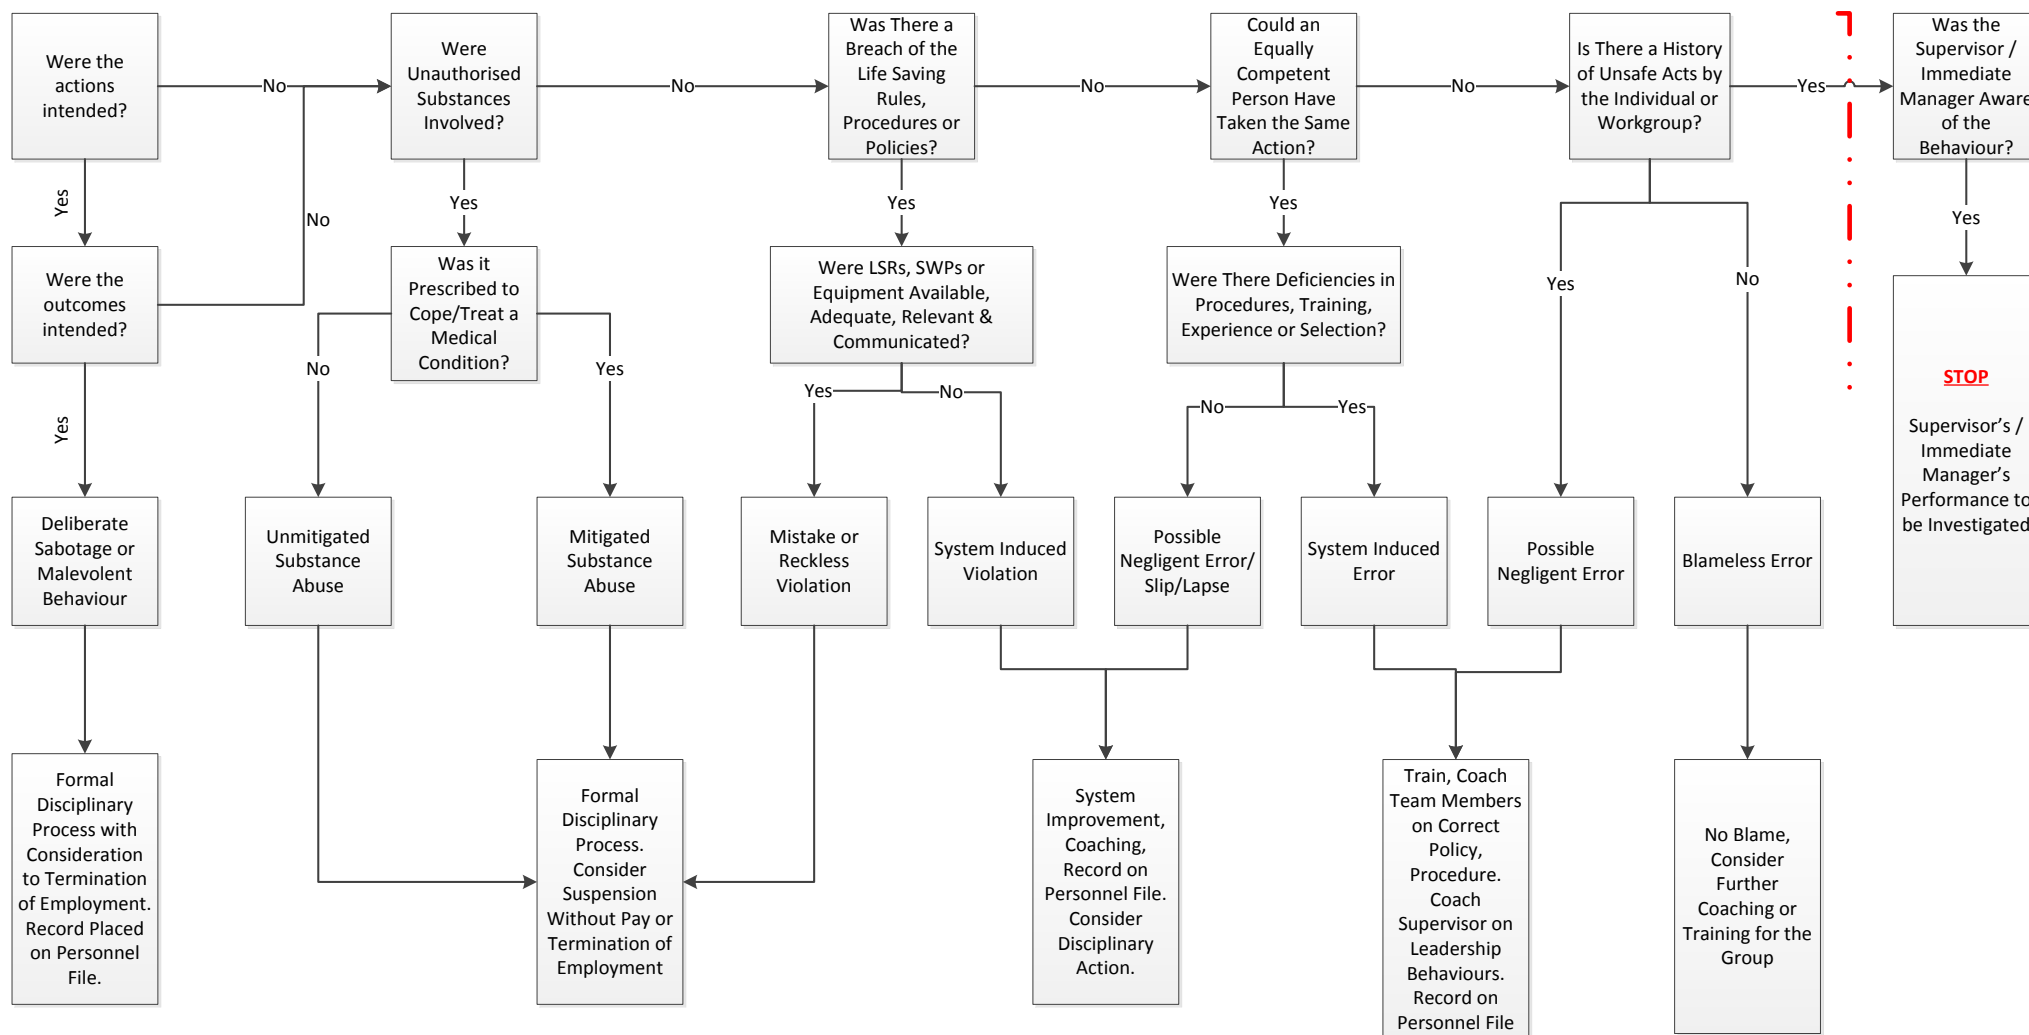 Were the
actions
intended?
No
Were
Unauthorised
Substances
Involved?
No
Was There a
Breach of the
Life Saving
Rules,
Procedures or
Policies?
No
Could an
Equally
Competent
Person Have
Taken the Same
Action?
No
Is There a History
of Unsafe Acts by
the Individual or
Workgroup?
Yes
Was the
Supervisor /
Immediate
Manager Aware
of the
Behaviour?
Yes
No
Yes
Yes
Yes
Yes
No
Yes
Were the
outcomes
intended?
Was it
Prescribed to
Cope/Treat a
Medical
Condition?
Were LSRs, SWPs or
Equipment Available,
Adequate, Relevant &
Communicated?
Were There Deficiencies in
Procedures, Training,
Experience or Selection?
Yes
No
Yes
Yes
No
No
Yes
STOP
Supervisor's /
Immediate
Manager's
Performance to
be Investigated
Deliberate
Sabotage or
Malevolent
Behaviour
Unmitigated
Substance
Abuse
Mitigated
Substance
Abuse
Mistake or
Reckless
Violation
System Induced
Violation
Possible
Negligent Error/
Slip/Lapse
System Induced
Error
Possible
Negligent Error
Blameless Error
Formal
Disciplinary
Process with
Consideration
to Termination
of Employment.
Record Placed
on Personnel
File.
Formal
Disciplinary
Process.
Consider
Suspension
Without Pay or
Termination of
Employment
System
Improvement,
Coaching,
Record on
Personnel File.
Consider
Disciplinary
Action.
Train, Coach
Team Members
on Correct
Policy,
Procedure.
Coach
Supervisor on
Leadership
Behaviours.
Record on
Personnel File
No Blame,
Consider
Further
Coaching or
Training for the
Group